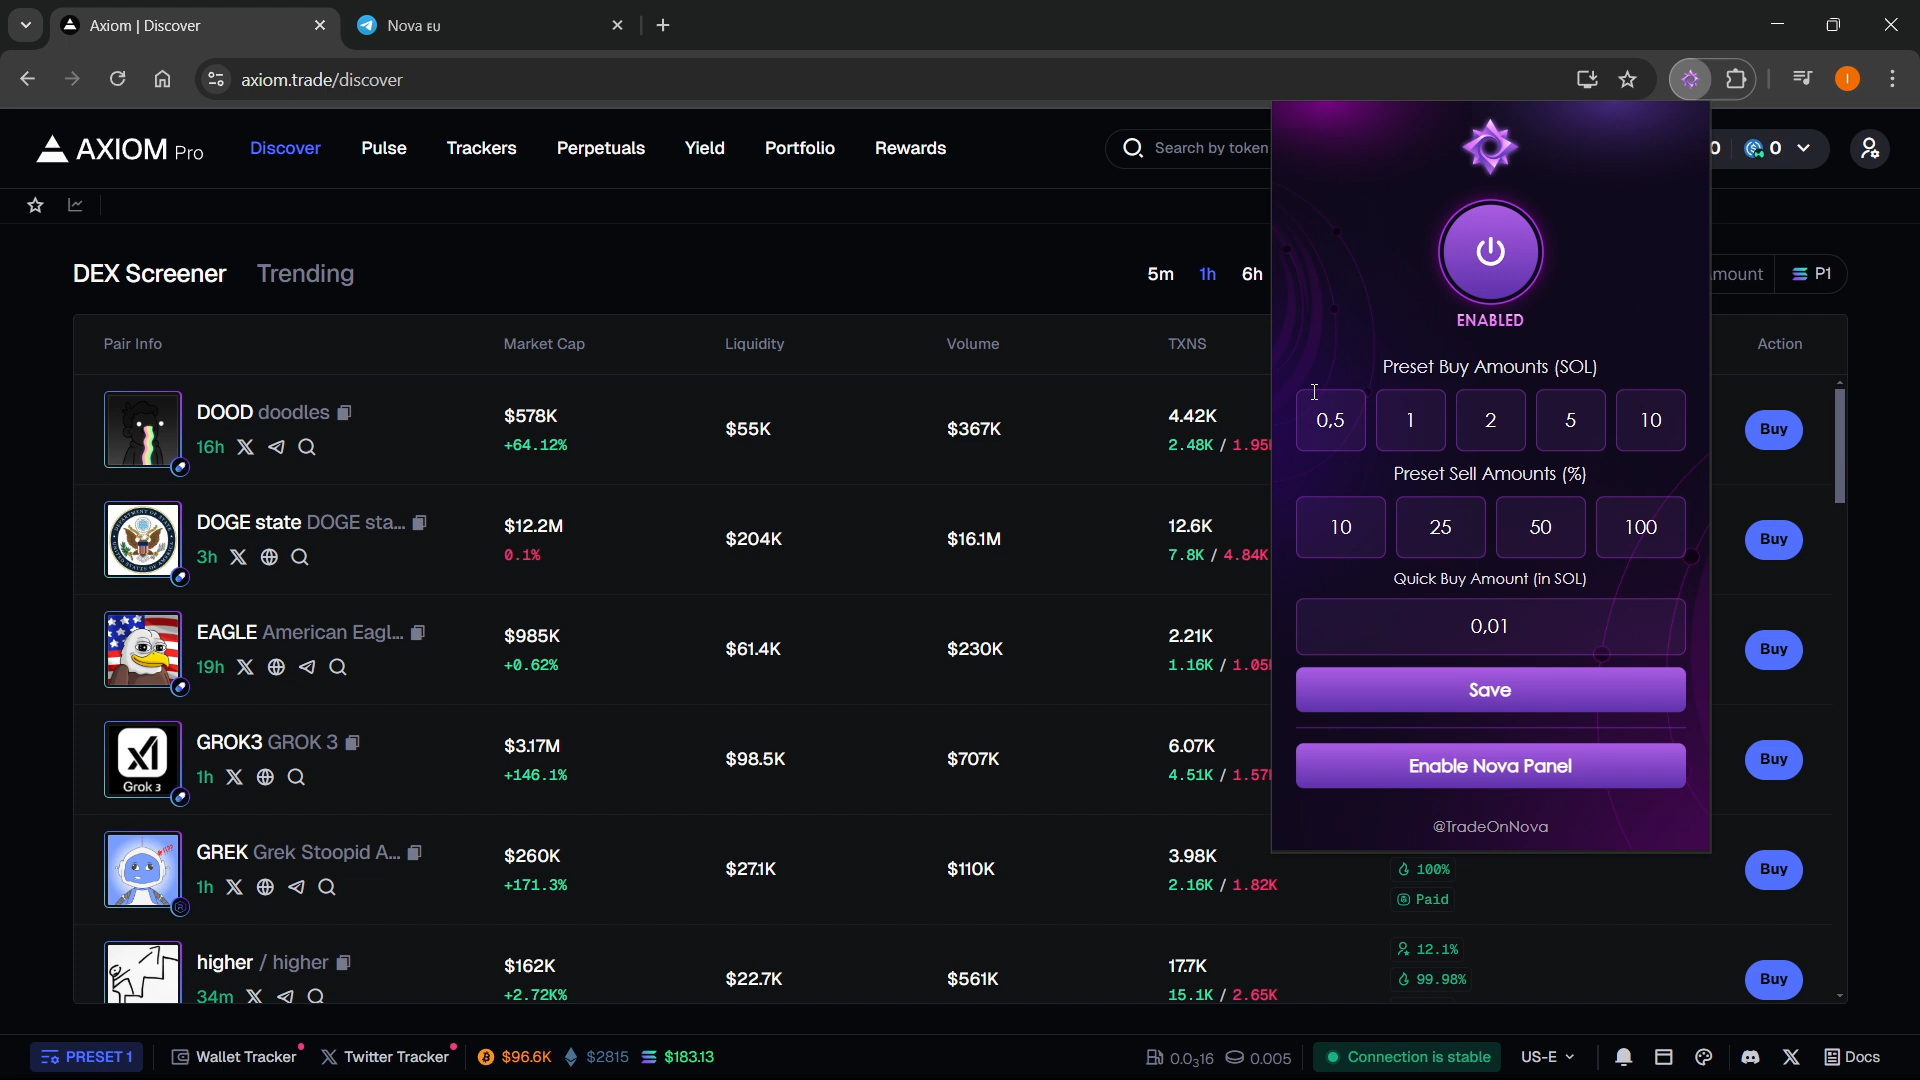 Axiom | Discover
Nova EU
axiom.trade/discover
I
AXIOM Pro
Discover
Pulse
Trackers
Perpetuals
Yield
Portfolio
Rewards
Search by token
0
0
DEX Screener
Trending
5m
1h
6h
mount
P1
Pair Info
Market Cap
Liquidity
Volume
TXNS
Action
DOOD doodles
16h
$578K
+64.12%
$55K
$367K
4.42K
2.48K / 1.95
Buy
DOGE state DOGE sta...
3h
$12.2M
0.1%
$204K
$16.1M
12.6K
7.8K / 4.84K
Buy
EAGLE American Eagl...
19h
$985K
+0.62%
$61.4K
$230K
2.21K
1.16K / 1.05
Buy
Grok 3
GROK3 GROK 3
1h
$3.17M
+146.1%
$98.5K
$707K
6.07K
4.51K / 1.57
Buy
GREK Grek Stoopid A...
1h
$260K
+171.3%
$27.1K
$110K
3.98K
2.16K / 1.82K
100%
Paid
Buy
higher / higher
34m
$162K
+2.72K%
$22.7K
$561K
17.7K
15.1K / 2.65K
12.1%
99.98%
Buy
ENABLED
Preset Buy Amounts (SOL)
0,5
1
2
5
10
Preset Sell Amounts (%)
10
25
50
100
Quick Buy Amount (in SOL)
0,01
Save
Enable Nova Panel
@TradeOnNova
PRESET 1
Wallet Tracker
Twitter Tracker
$96.6K
$2815
$183.13
0.0₃16
0.005
Connection is stable
US-E
Docs